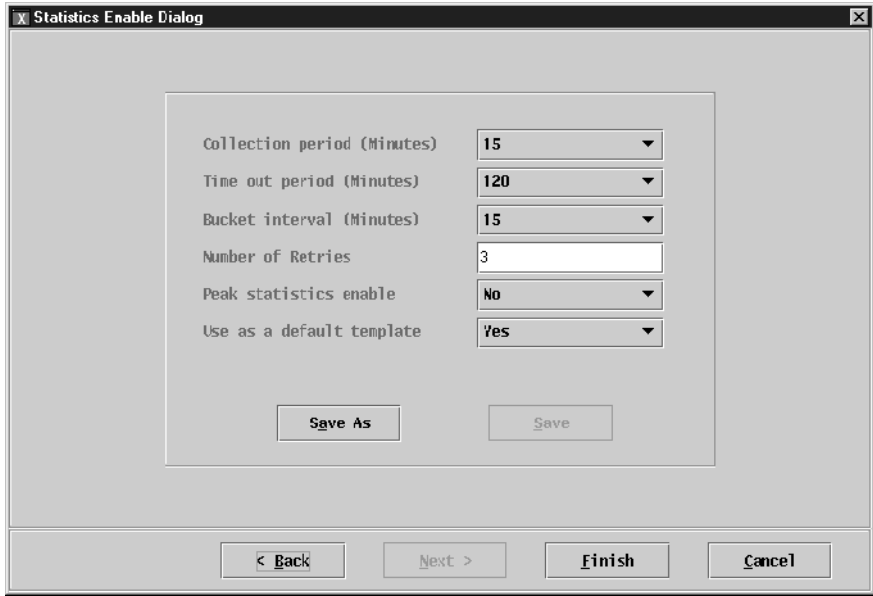 X Statistics Enable Dialog X
Collection period (Minutes) 15
Time out period (Minutes) 120
Bucket interval (Minutes) 15
Number of Retries 3
Peak statistics enable No
Use as a default template Yes
Save As Save
< Back Next > Finish Cancel